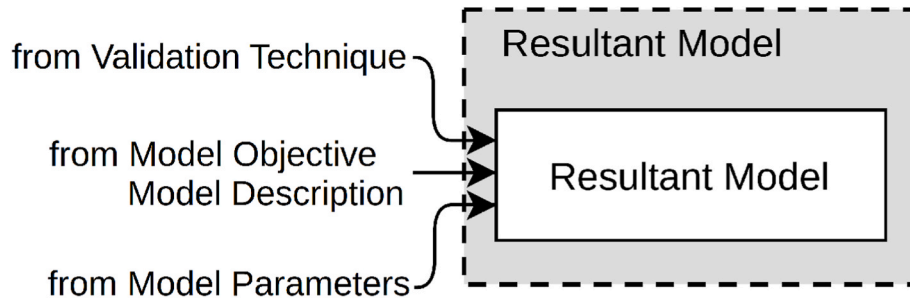 Resultant Model
from Validation Technique
from Model Objective
Model Description
Resultant Model
from Model Parameters